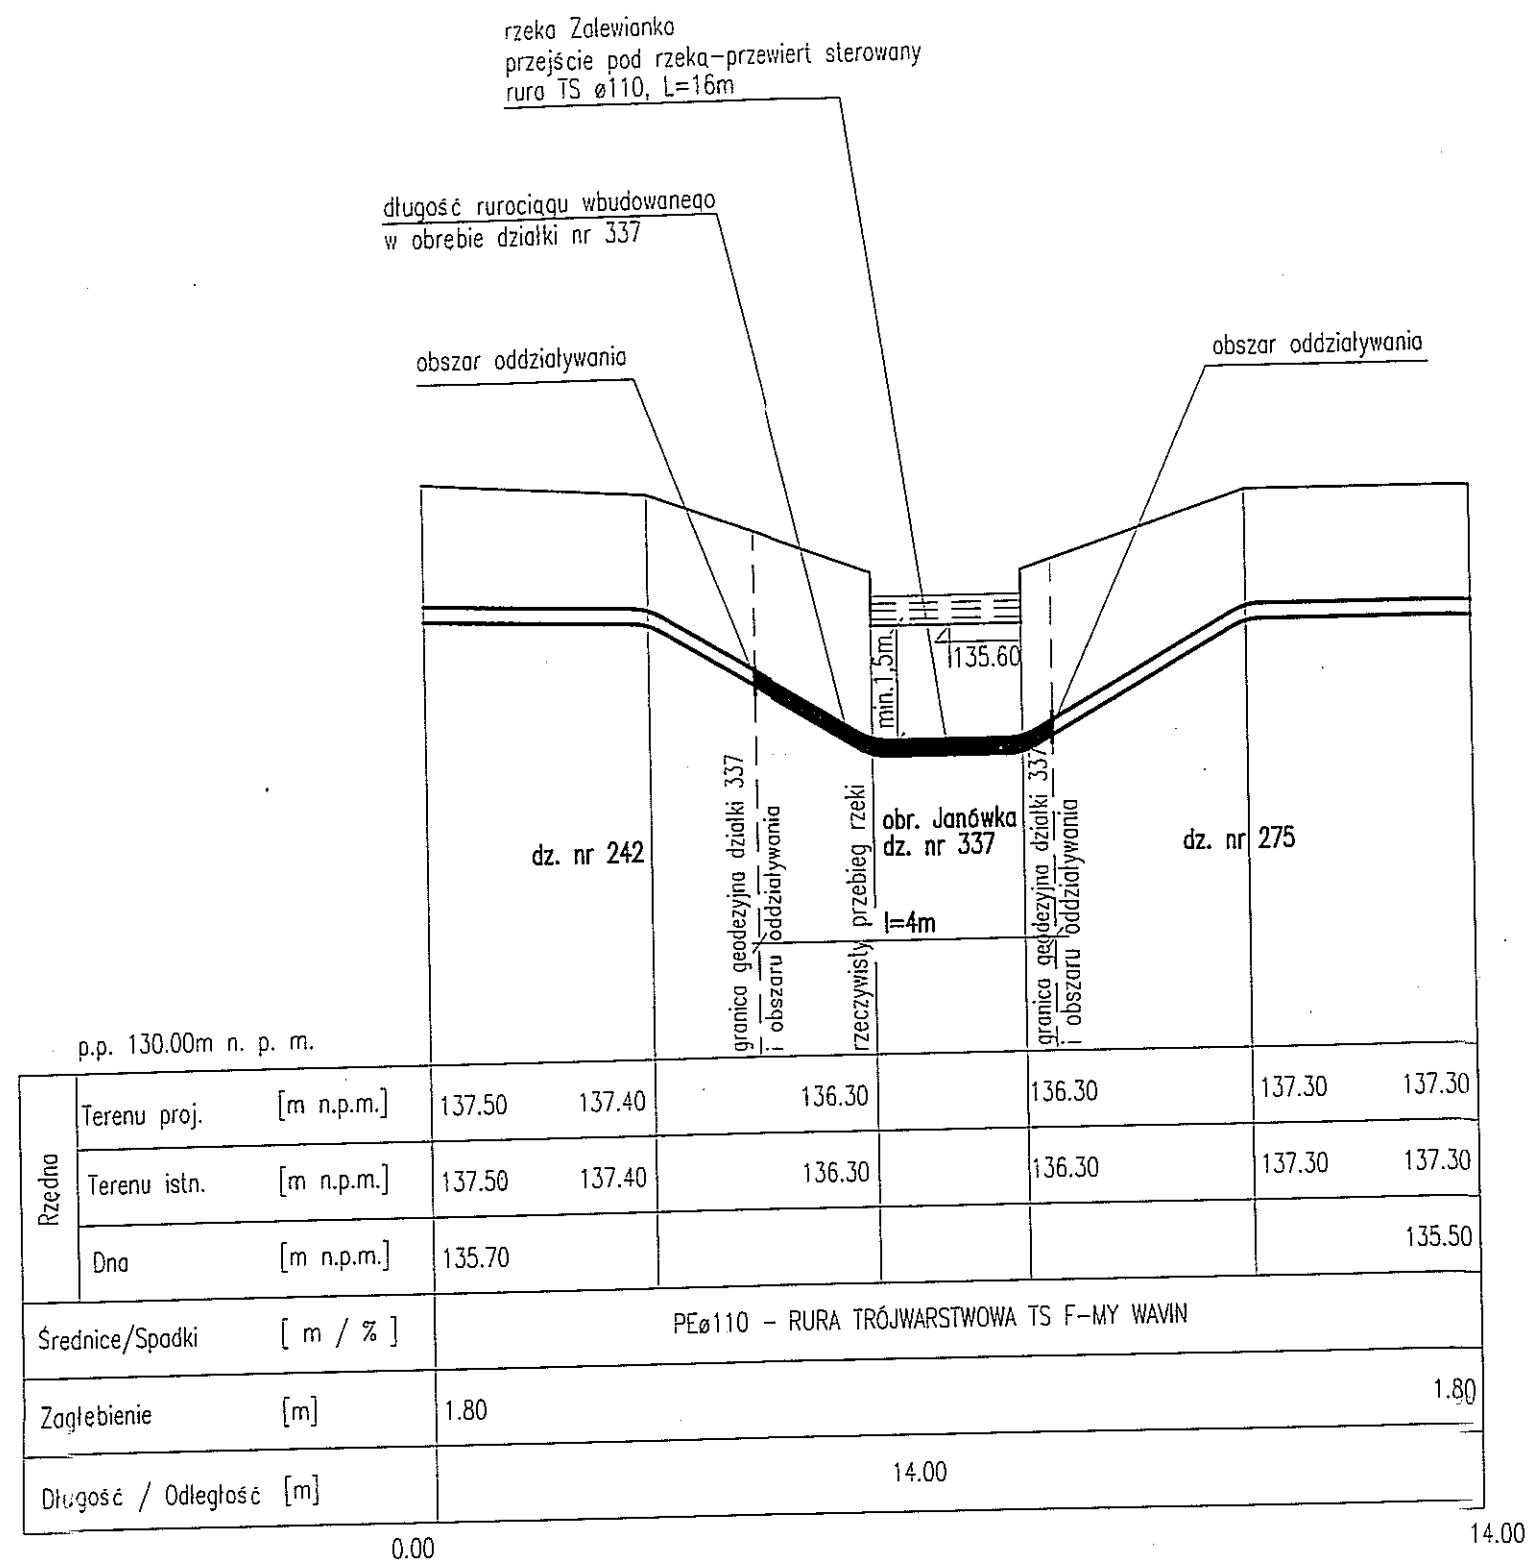 rzeka Zalewianka
przejście pod rzeką-przewiert sterowany
rura TS ø110, L=16m
długość rurociągu wbudowanego
w obrębie działki nr 337
obszar oddziaływania
obszar oddziaływania
min.1,5m.
135.60
granica geodezyjna działki 337
i obszaru oddziaływania
rzeczywisty przebieg rzeki
obr. Janówka
dz. nr 337
granica geodezyjna działki 337
i obszaru oddziaływania
dz. nr 242
dz. nr 275
l=4m
p.p. 130.00m n. p. m.
Rzędna
Terenu proj. [m n.p.m.] 137.50 137.40 136.30 136.30 137.30 137.30
Terenu istn. [m n.p.m.] 137.50 137.40 136.30 136.30 137.30 137.30
Dna [m n.p.m.] 135.70 135.50
Średnice/Spadki [ m / % ] PEø110 - RURA TRÓJWARSTWOWA TS F-MY WAVIN
Zagłebienie [m] 1.80 1.80
Długość / Odległość [m] 14.00
0.00 14.00